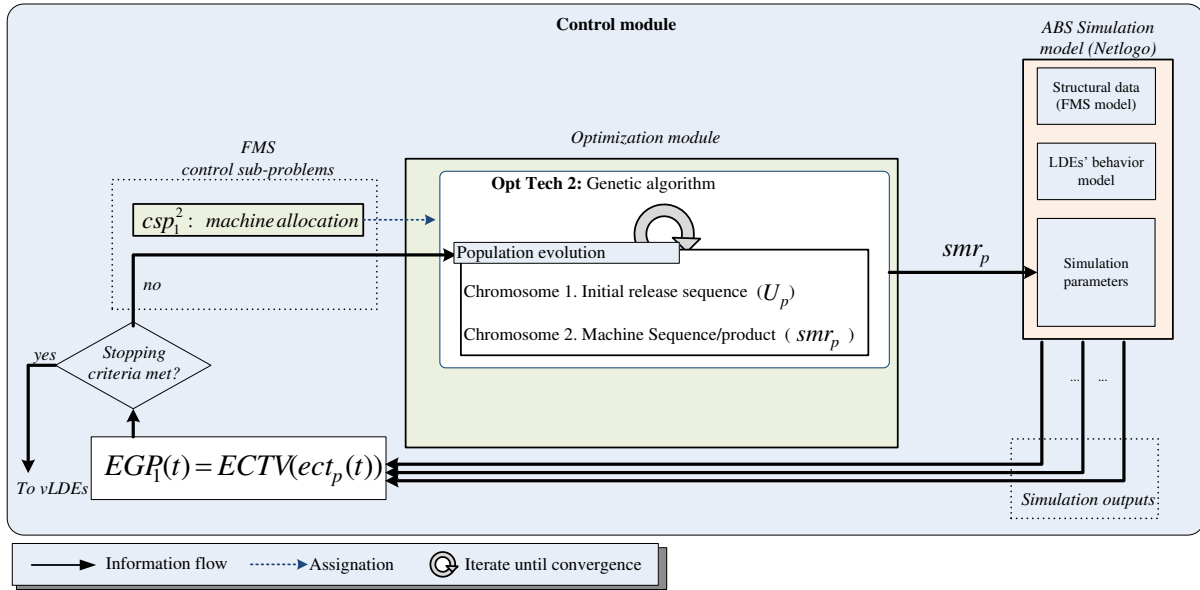 Control module
ABS Simulation
model (Netlogo)
Structural data
(FMS model)
LDEs' behavior
model
Simulation
parameters
Optimization module
Opt Tech 2: Genetic algorithm
Population evolution
Chromosome 1. Initial release sequence (U_p)
Chromosome 2. Machine Sequence/product ( smr_p )
smr_p
FMS
control sub-problems
csp_1^2 : machine allocation
no
yes
Stopping
criteria met?
EGP_1(t) = ECTV(ect_p(t))
To vLDEs
... ...
Simulation outputs
Information flow
Assignation
Iterate until convergence